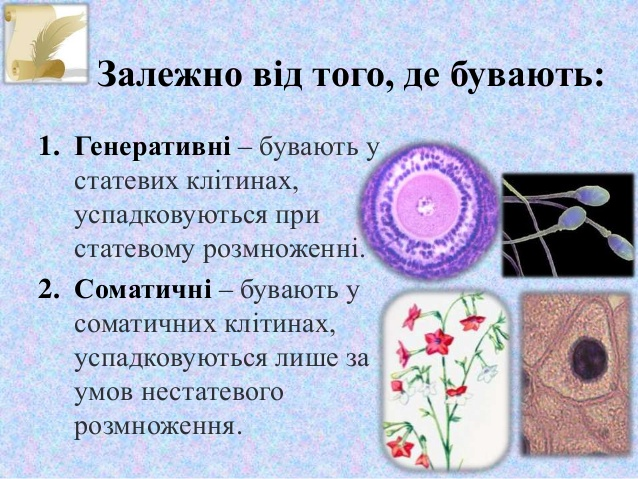 Залежно від того, де бувають:
1. Генеративні – бувають у
статевих клітинах,
успадковуються при
статевому розмноженні.
2. Соматичні – бувають у
соматичних клітинах,
успадковуються лише за
умов нестатевого
розмноження.